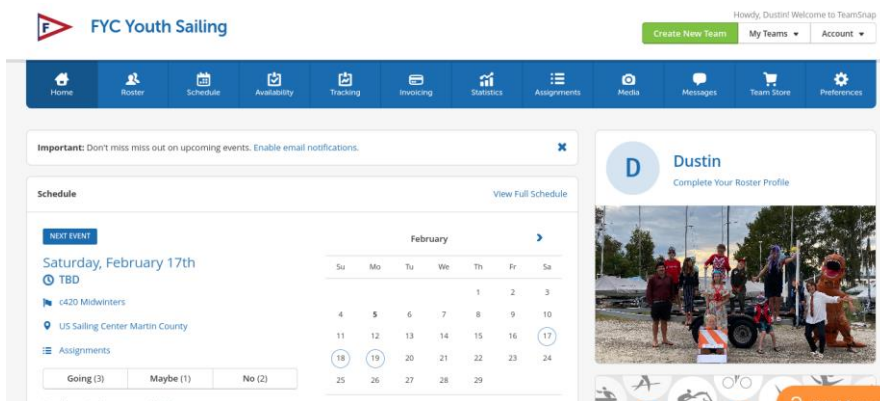 Howdy, Dustin! Welcome to TeamSnap
F
FYC Youth Sailing
Create New Team My Teams Account
Home Roster Schedule Availability Tracking Invoicing Statistics Assignments Media Messages Team Store Preferences
Important: Don't miss miss out on upcoming events. Enable email notifications.
Schedule View Full Schedule
NEXT EVENT
Saturday, February 17th
TBD
c420 Midwinters
US Sailing Center Martin County
Assignments
Going (3) Maybe (1) No (2)
February
Su Mo Tu We Th Fr Sa
1 2 3
4 5 6 7 8 9 10
11 12 13 14 15 16 17
18 19 20 21 22 23 24
25 26 27 28 29
D
Dustin
Complete Your Roster Profile